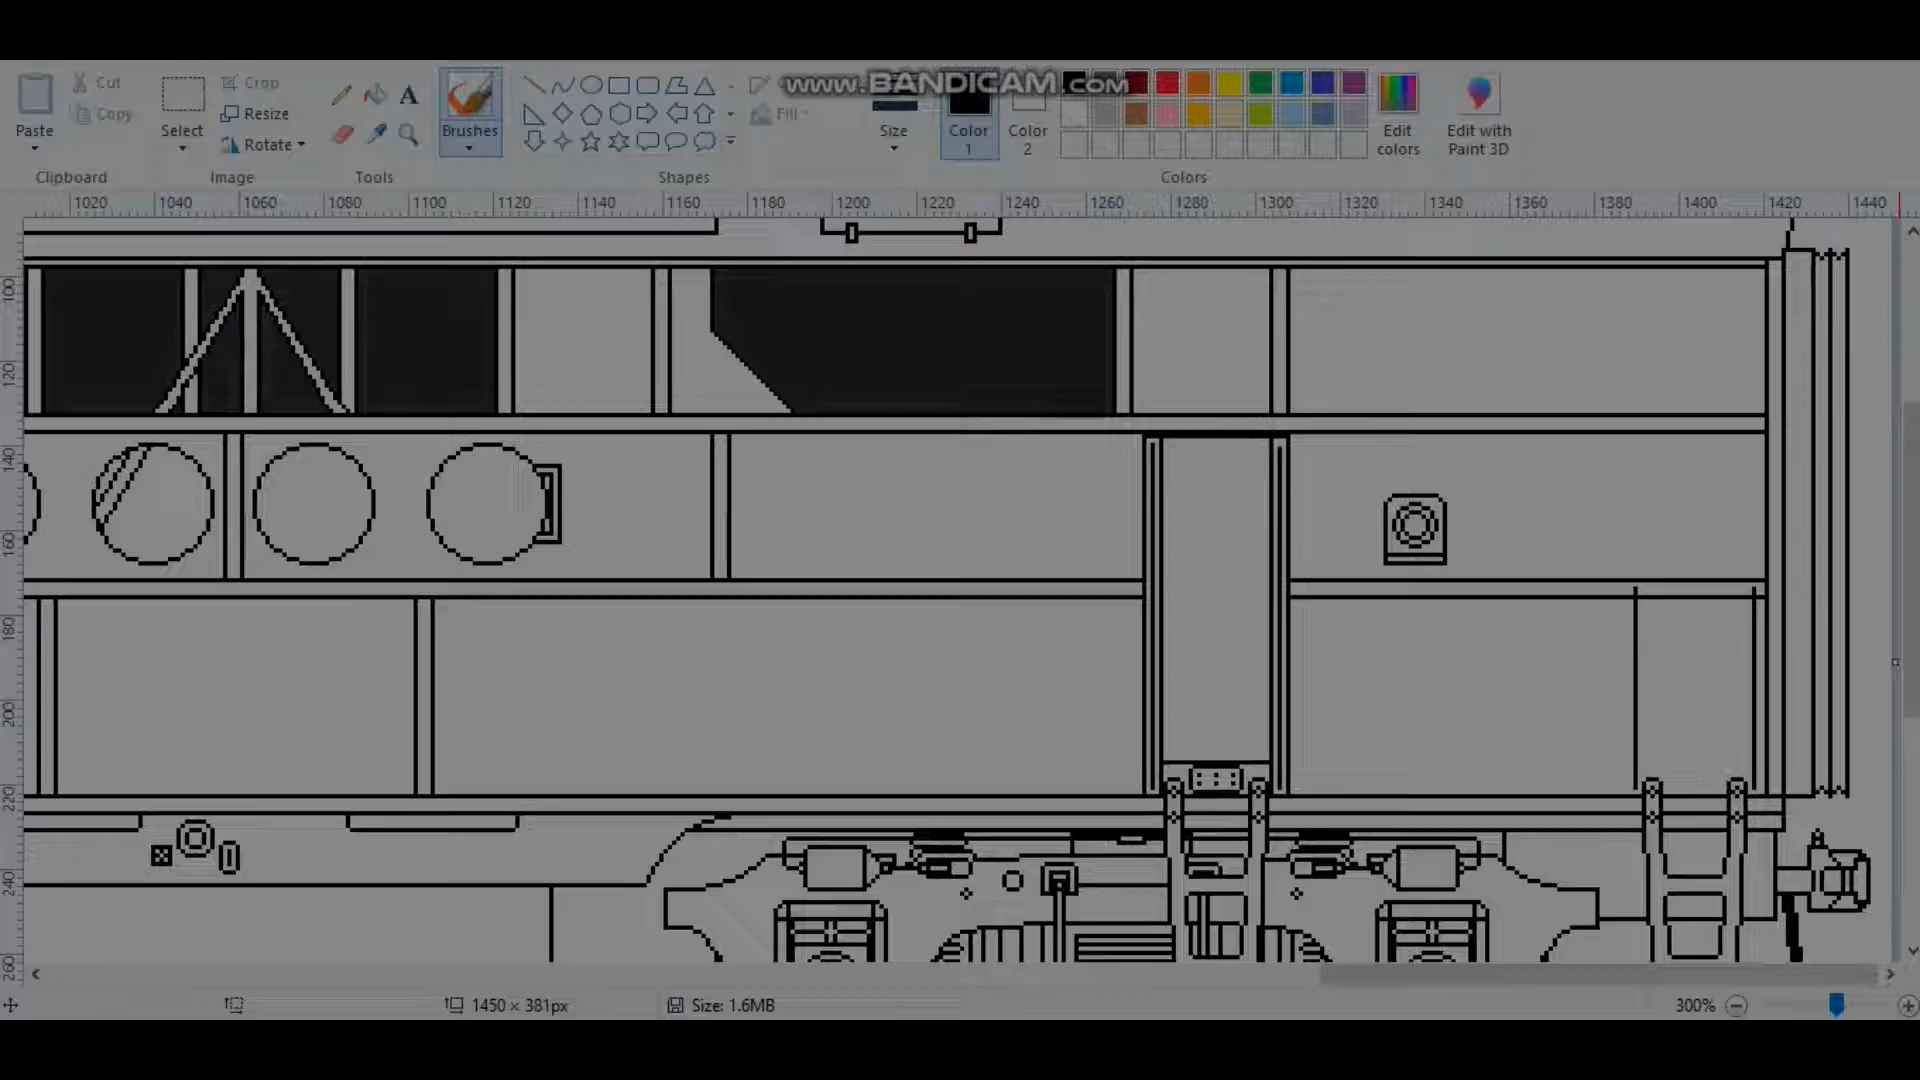 www.BANDICAM.com
Cut
Copy
Paste
Clipboard
Select
Crop
Resize
Rotate
Image
A
Tools
Brushes
Fill
Shapes
Size
Color 1
Color 2
Edit colors
Edit with Paint 3D
Colors
1020 1040 1060 1080 1100 1120 1140 1160 1180 1200 1220 1240 1260 1280 1300 1320 1340 1360 1380 1400 1420 1440
100
120
140
160
180
200
220
240
260
1450 × 381px
Size: 1.6MB
300%